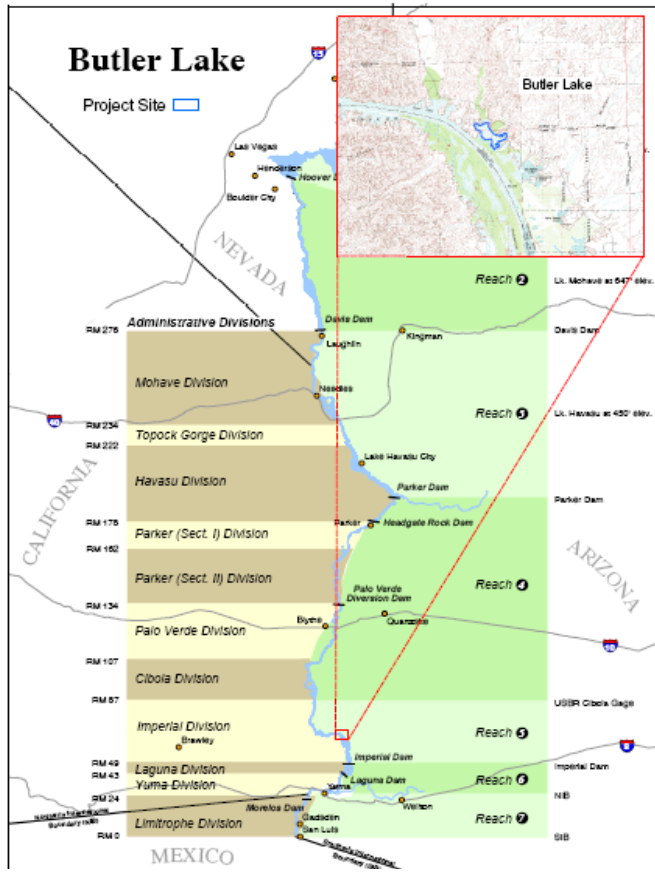 Butler Lake
Project Site
Butler Lake
15
Las Vegas
Henderson
Hoover
Boulder City
NEVADA
Reach 2
Lk. Mohave at 647' elev.
Administrative Divisions
RM 276
Davis Dam
Laughlin
Kingman
Davis Dam
Mohave Division
Needles
Reach 3
40
RM 234
Lk. Havasu at 450' elev.
Topock Gorge Division
RM 222
Lake Havasu City
Havasu Division
Parker Dam
Parker Dam
CALIFORNIA
RM 176
Parker
Headgate Rock Dam
Parker (Sect. I) Division
ARIZONA
RM 162
Parker (Sect. II) Division
Reach 4
Palo Verde
Diversion Dam
RM 134
Blythe
Quartzsite
Palo Verde Division
10
RM 107
Cibola Division
RM 87
USBR Cibola Gage
Imperial Division
Reach 5
Brawley
8
Imperial Dam
RM 49
Imperial Dam
Laguna Division
RM 43
Laguna Dam
Reach 6
Yuma Division
Yuma
NIB
RM 24
Morelos Dam
Wellton
Gadsden
Reach 7
Limitrophe Division
San Luis
RM 0
SIB
MEXICO